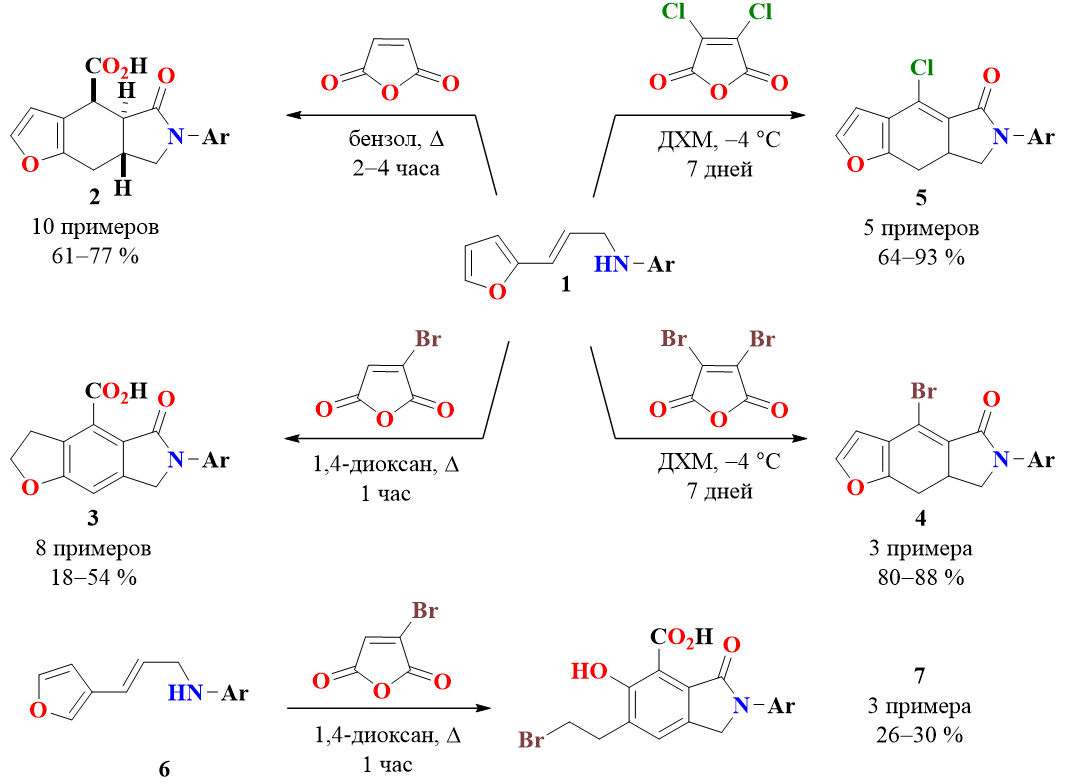 CO2H
H
O
N–Ar
O
H
2
10 примеров
61–77 %
O
O
O
бензол, Δ
2–4 часа
Cl
Cl
O
O
O
ДХМ, –4 °C
7 дней
Cl
O
N–Ar
O
5
5 примеров
64–93 %
O
HN–Ar
1
CO2H
O
N–Ar
O
3
8 примеров
18–54 %
Br
O
O
O
1,4-диоксан, Δ
1 час
Br
Br
O
O
O
ДХМ, –4 °C
7 дней
Br
O
N–Ar
O
4
3 примера
80–88 %
O
HN–Ar
6
Br
O
O
O
1,4-диоксан, Δ
1 час
CO2H
O
HO
N–Ar
Br
7
3 примера
26–30 %